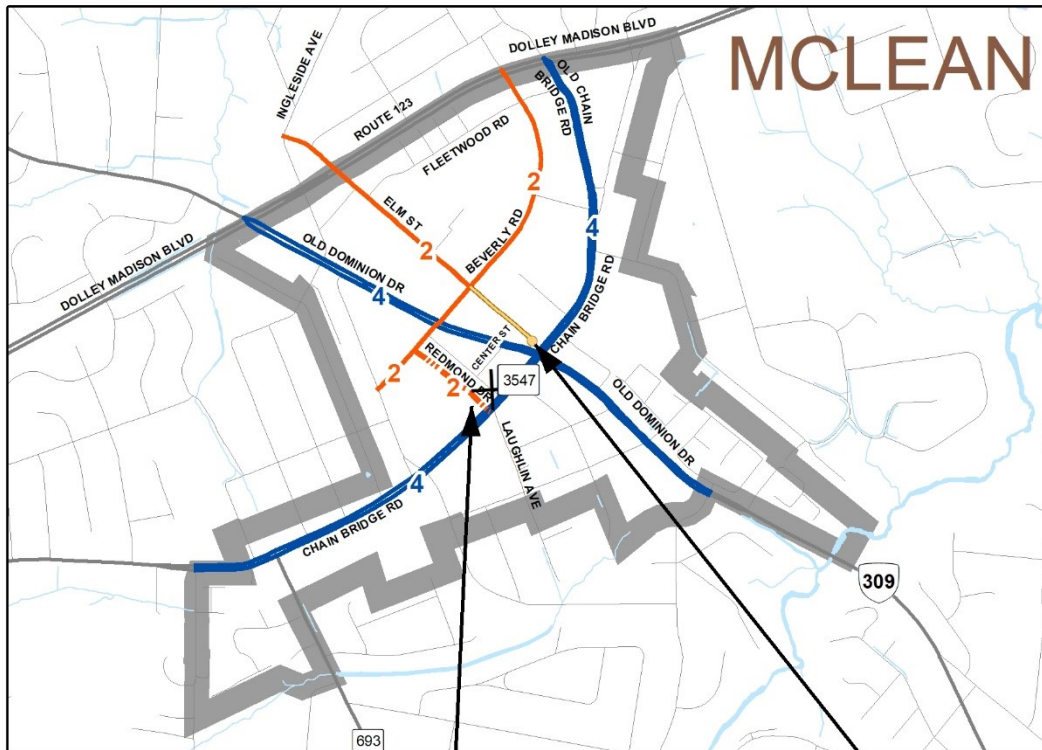 MCLEAN
DOLLEY MADISON BLVD
OLD CHAIN
BRIDGE RD
INGLESIDE AVE
ROUTE 123
FLEETWOOD RD
2
ELM ST
2
BEVERLY RD
4
OLD DOMINION DR
4
DOLLEY MADISON BLVD
CHAIN BRIDGE RD
CENTER ST
REDMOND DR
2
2
3547
LAUGHLIN AVE
OLD DOMINION DR
4
CHAIN BRIDGE RD
309
693